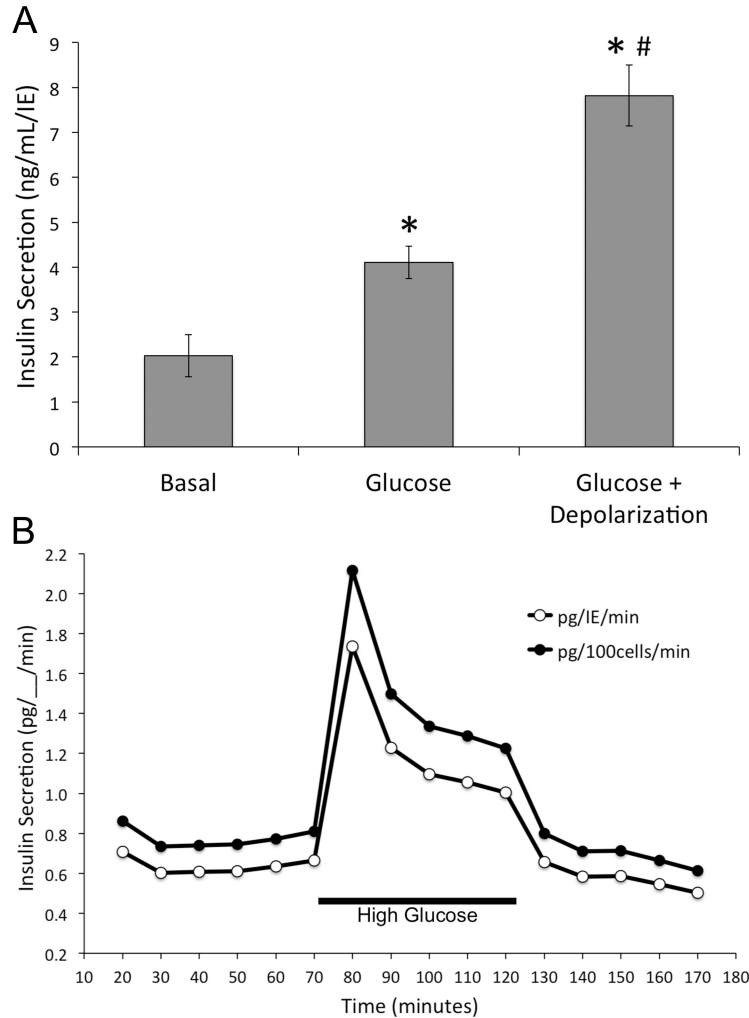 A
Insulin Secretion (ng/mL/IE)
9
8
7
6
5
4
3
2
1
0
*
* #
Basal
Glucose
Glucose +
Depolarization
B
Insulin Secretion (pg/__/min)
2.2
2.0
1.8
1.6
1.4
1.2
1.0
0.8
0.6
0.4
0.2
pg/IE/min
pg/100cells/min
High Glucose
10 20 30 40 50 60 70 80 90 100 110 120 130 140 150 160 170 180
Time (minutes)